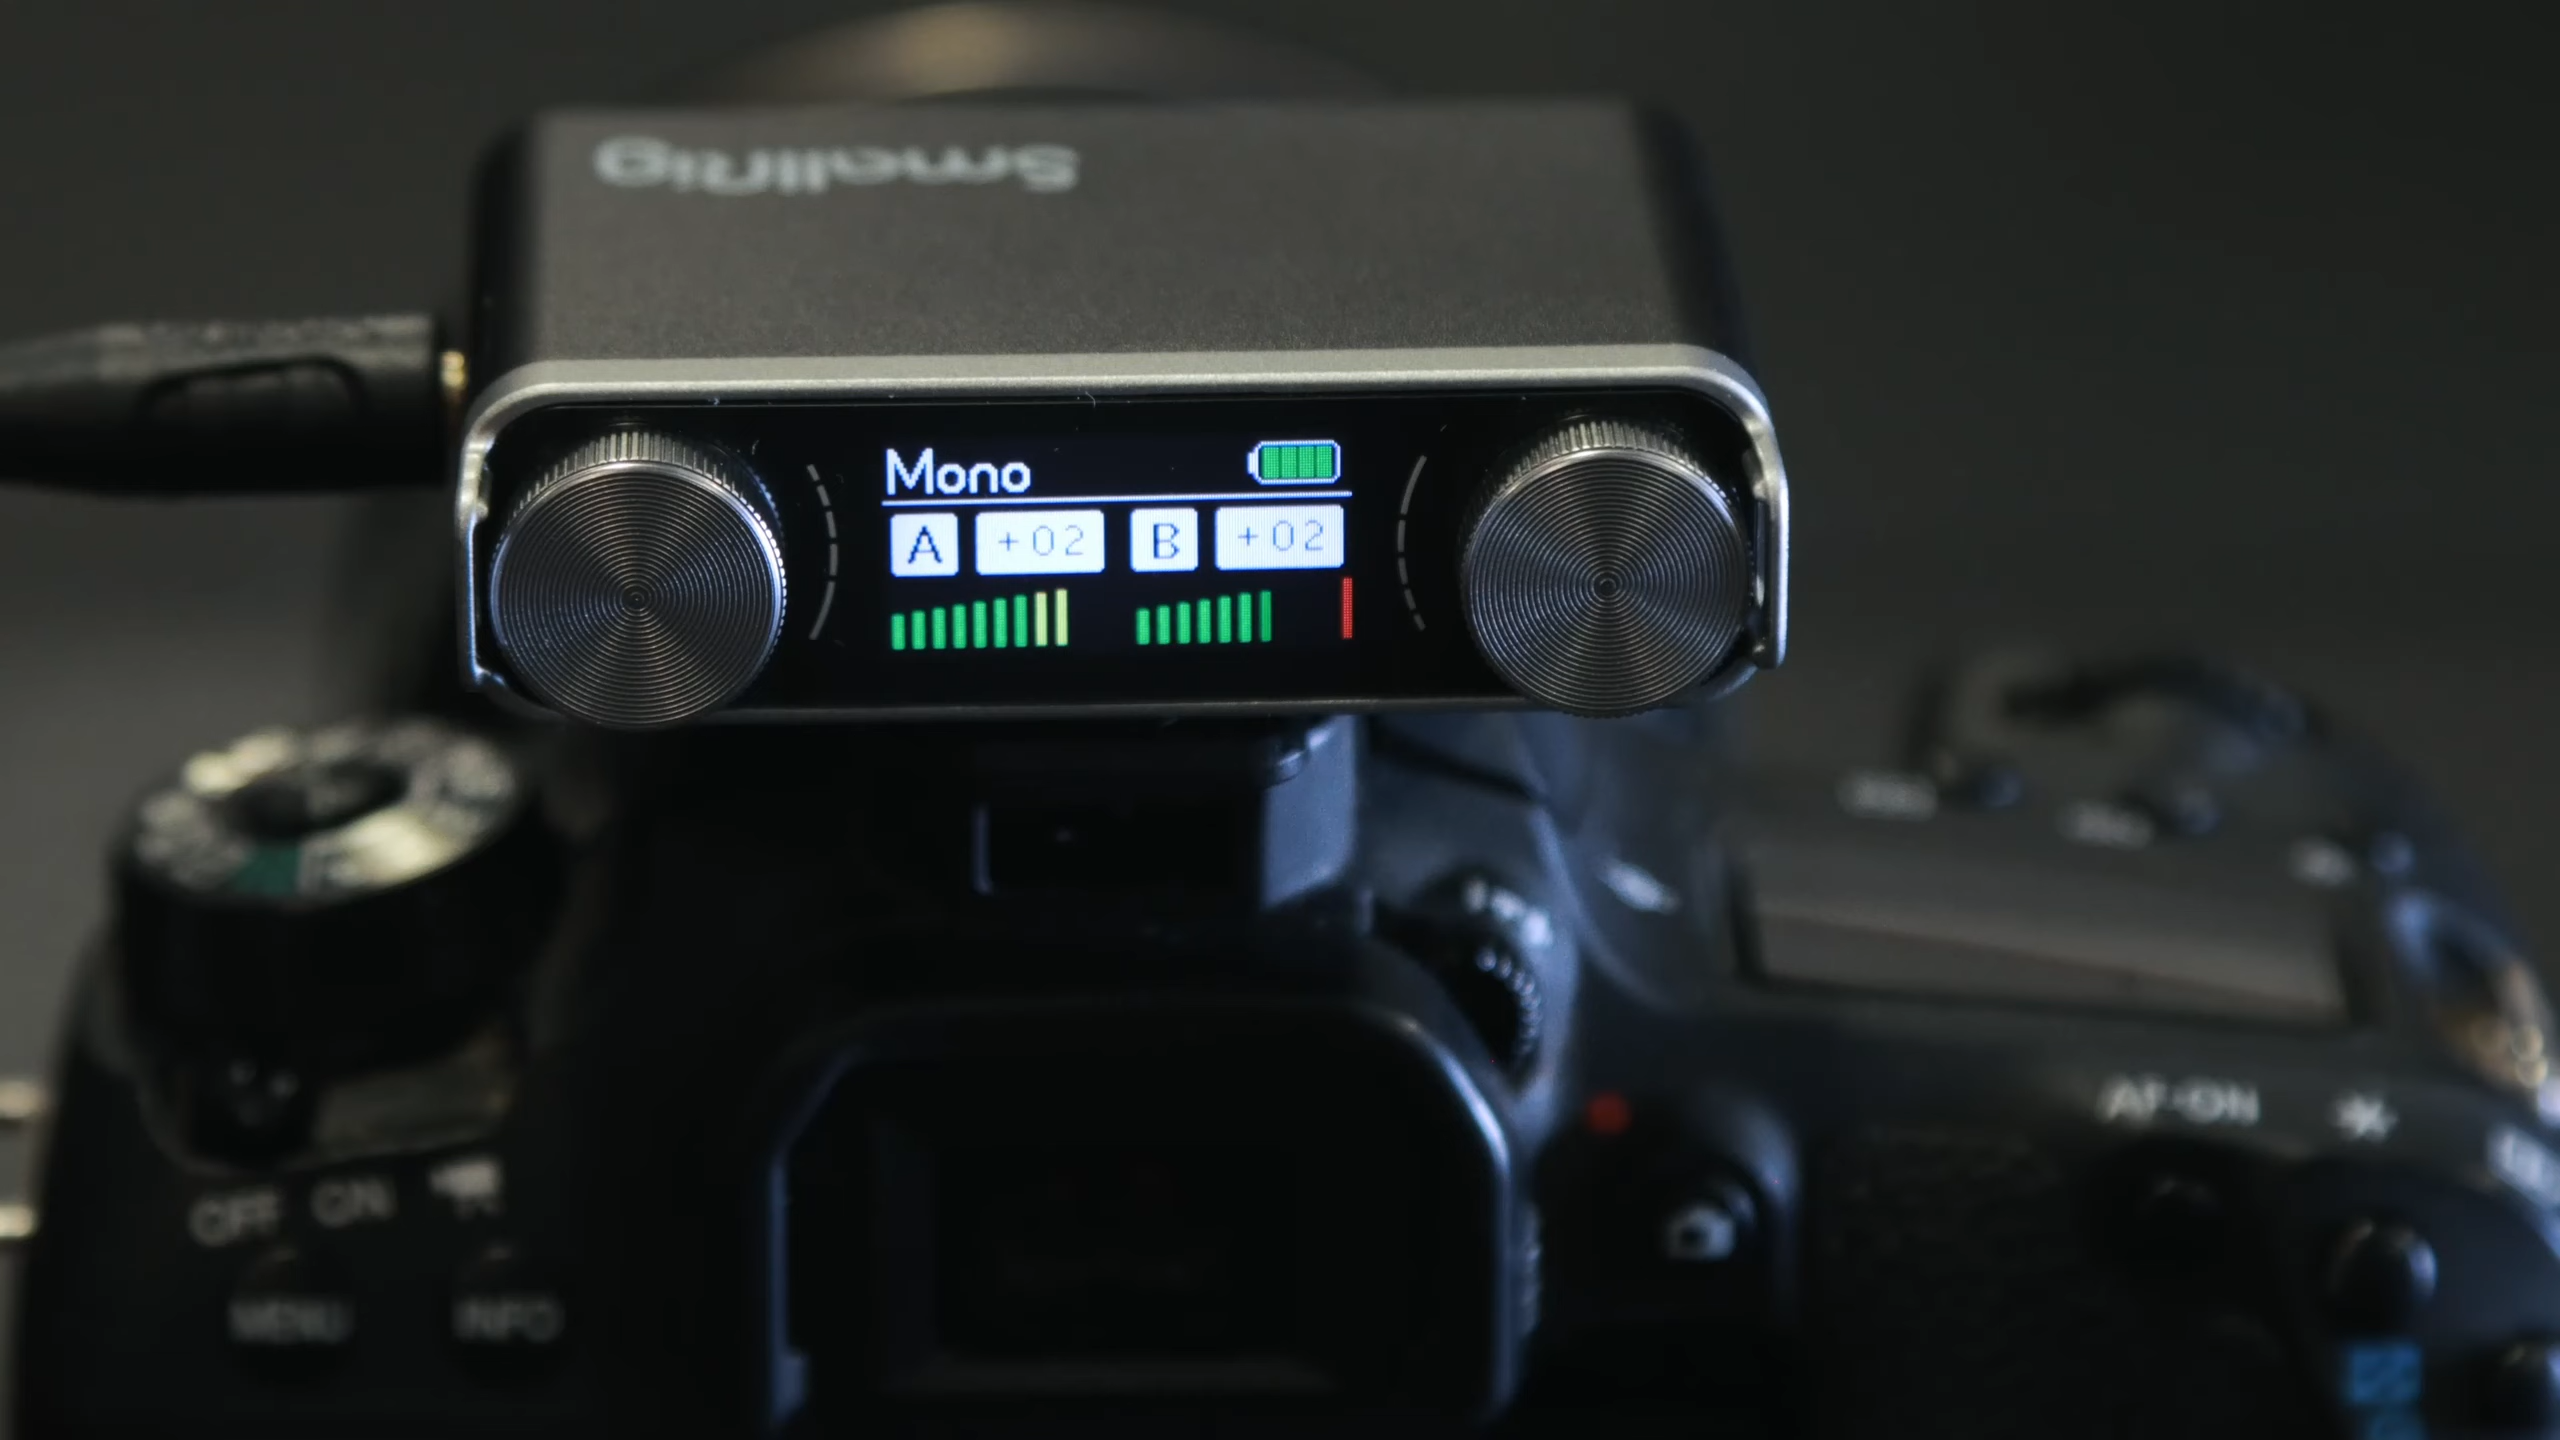 SmallRig
Mono
A +02 B +02
AF-ON
OFF ON
MENU INFO